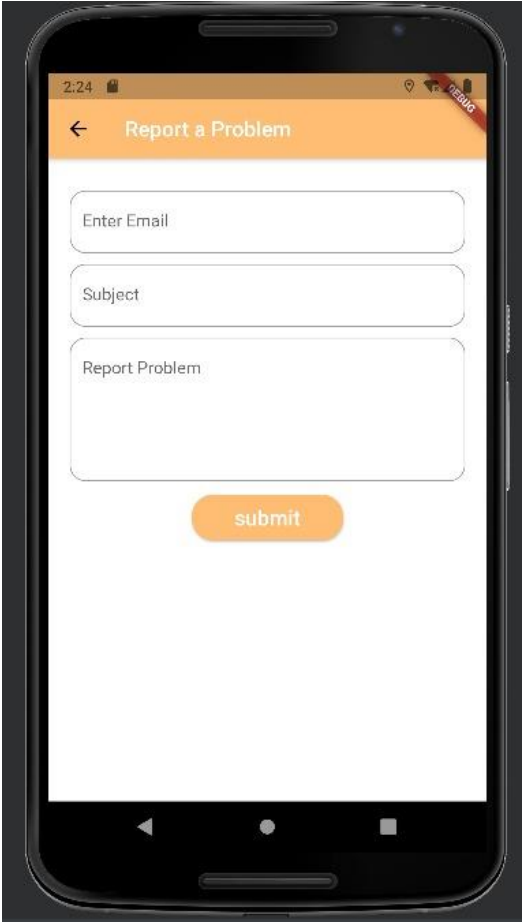 2:24
DEBUG
Report a Problem
Enter Email
Subject
Report Problem
submit